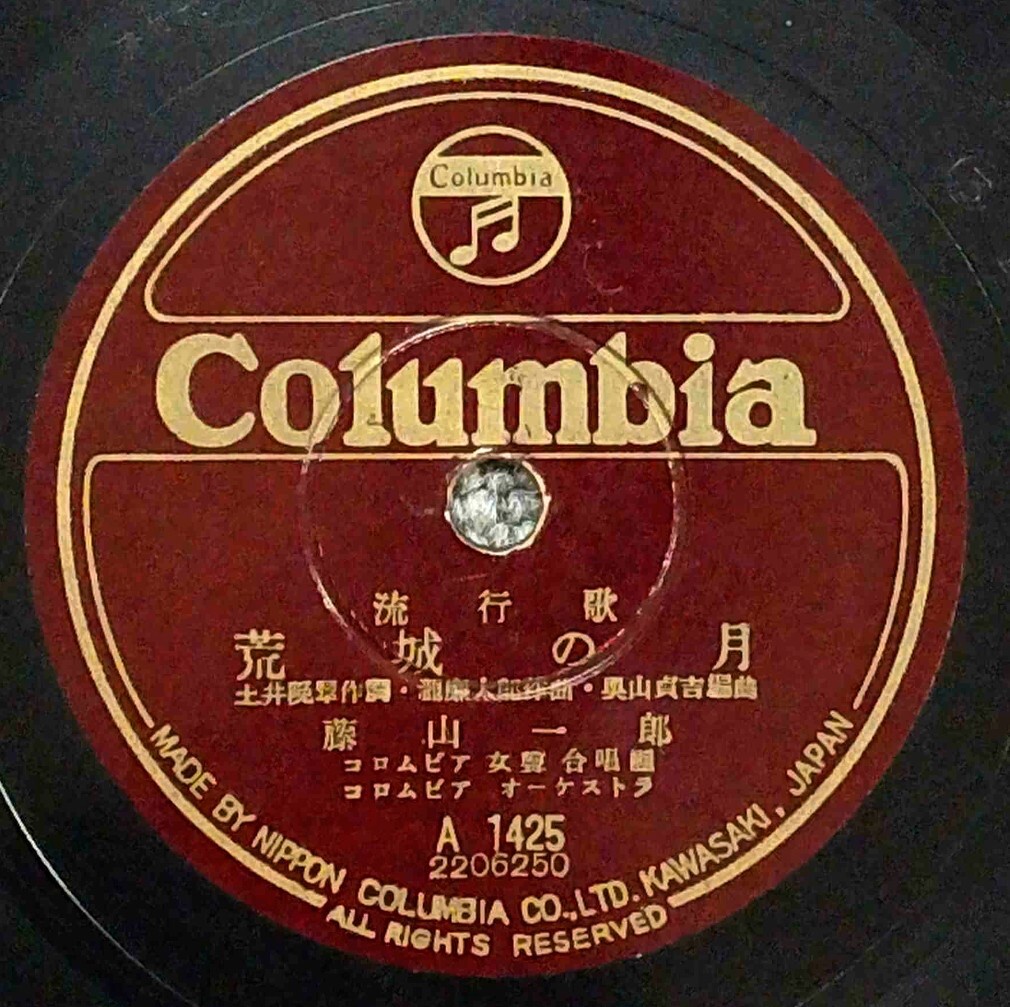 Columbia
Columbia
流行歌
荒城の月
土井晩翠作詞・瀧廉太郎作曲・奥山貞吉編曲
藤山一郎
コロムビア 女聲 合唱團
コロムビア オーケストラ
A 1425
2206250
MADE BY NIPPON COLUMBIA CO., LTD. KAWASAKI, JAPAN
ALL RIGHTS RESERVED